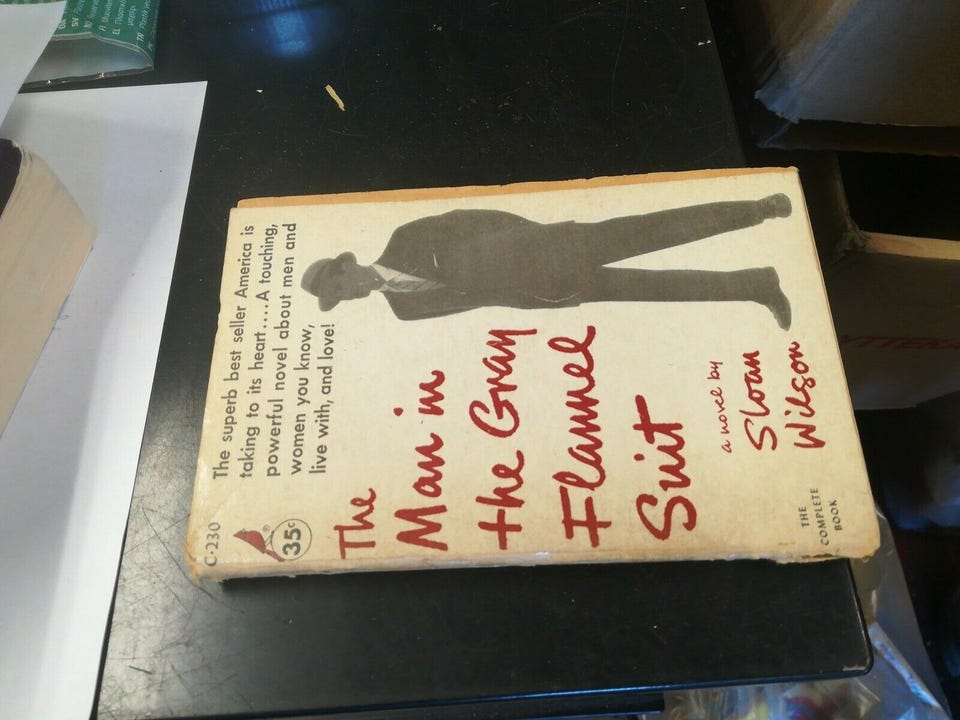 C-230
35¢
The superb best seller America is
taking to its heart....A touching,
powerful novel about men and
women you know,
live with, and love!
The
Man in
the Gray
Flannel
Suit
a novel by
Sloan
Wilson
THE
COMPLETE
BOOK